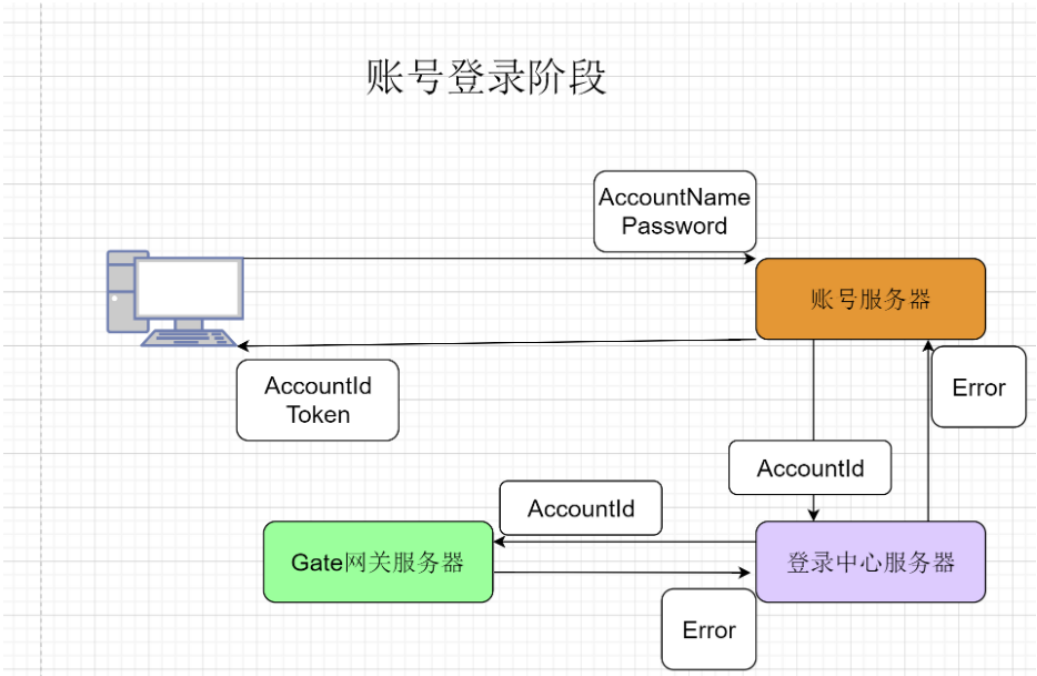 账号登录阶段
AccountName
Password
账号服务器
AccountId
Token
Error
AccountId
AccountId
Gate网关服务器
登录中心服务器
Error